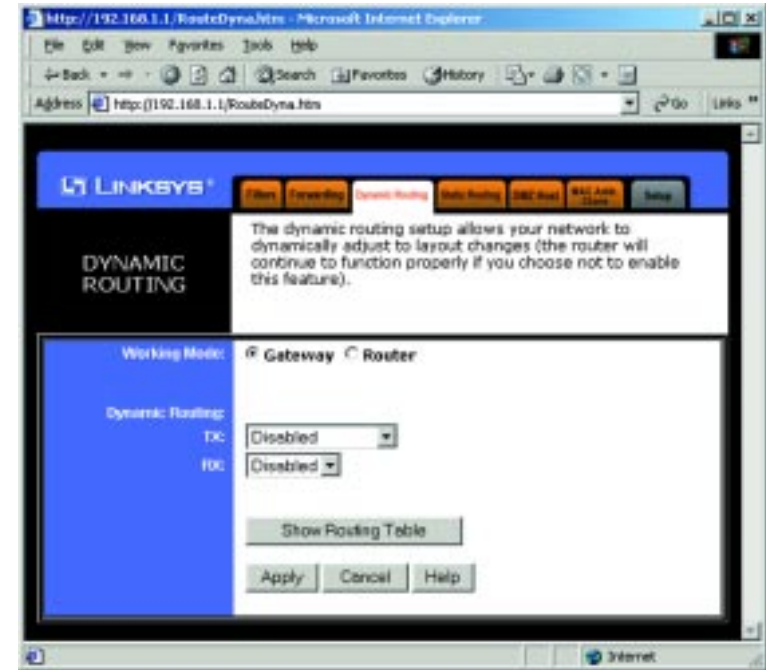 http://192.168.1.1/RouteDyna.htm - Microsoft Internet Explorer
File Edit View Favorites Tools Help
Back Search Favorites History
Address http://192.168.1.1/RouteDyna.htm Go Links »
LINKSYS®
Filters Forwarding Dynamic Routing Static Routing DMZ Host MAC Addr. Clone Setup
DYNAMIC
ROUTING
The dynamic routing setup allows your network to
dynamically adjust to layout changes (the router will
continue to function properly if you choose not to enable
this feature).
Working Mode: Gateway Router
Dynamic Routing:
TX: Disabled
RX: Disabled
Show Routing Table
Apply Cancel Help
Internet